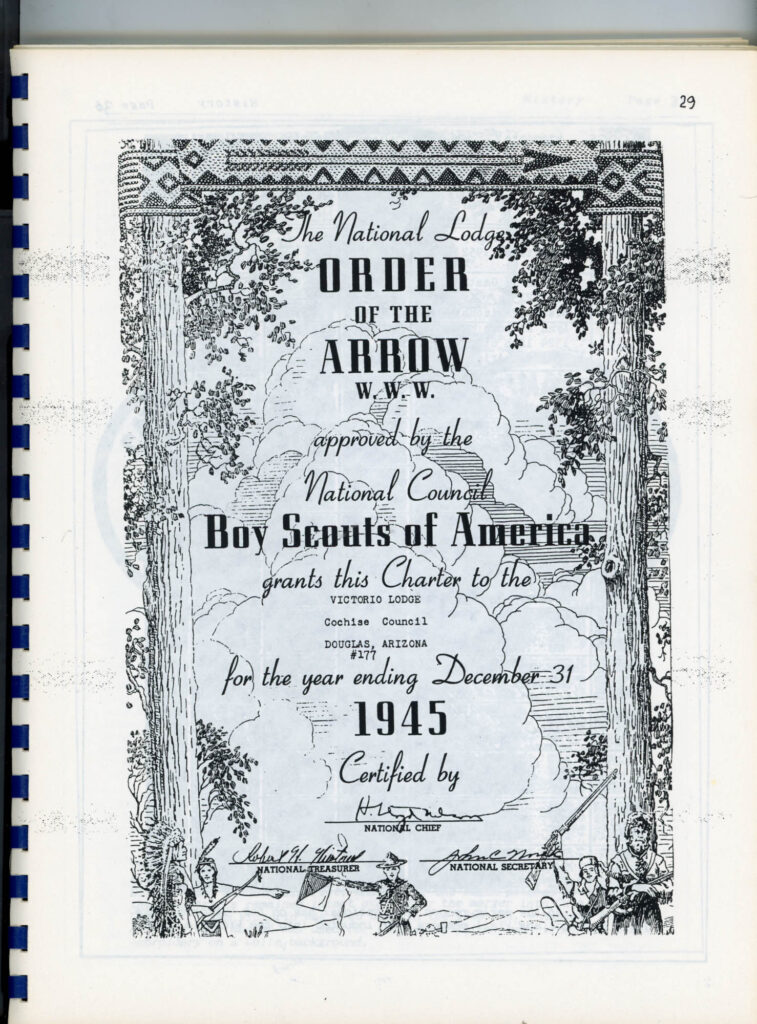 29
The National Lodge
ORDER
OF THE
ARROW
W.W.W.
approved by the
National Council
Boy Scouts of America
grants this Charter to the
VICTORIO LODGE
Cochise Council
DOUGLAS, ARIZONA
#177
for the year ending December 31
1945
Certified by
NATIONAL CHIEF
NATIONAL TREASURER
NATIONAL SECRETARY